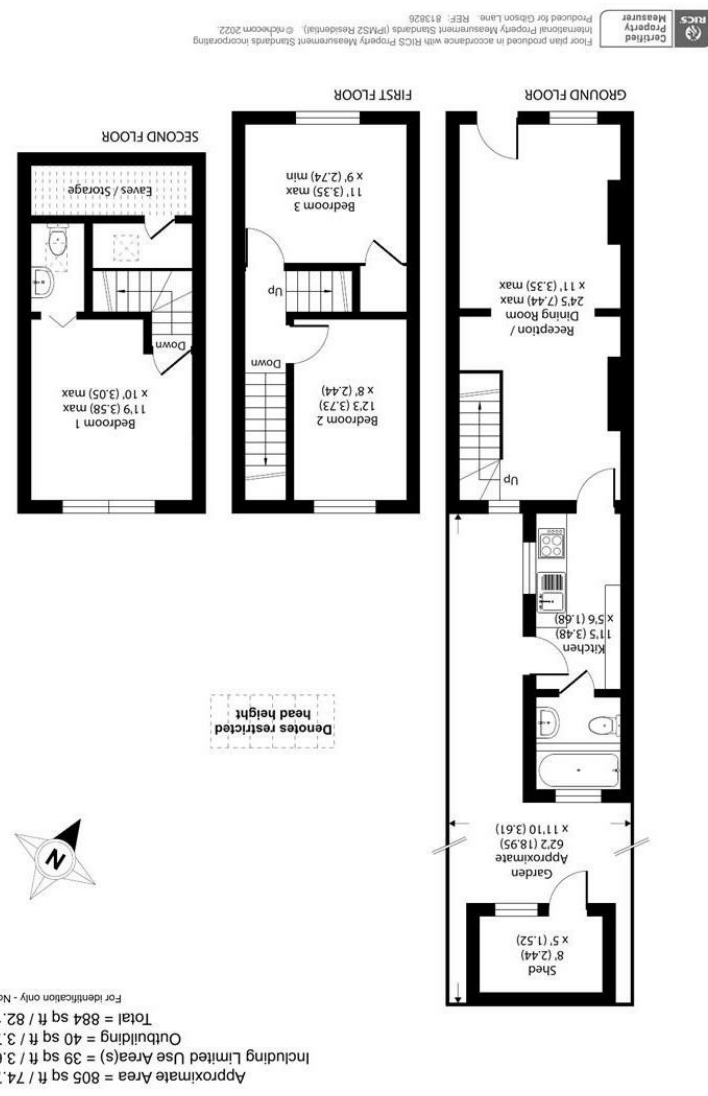 Approximate Area = 805 sq ft / 74.
Including Limited Use Area(s) = 39 sq ft / 3.
Outbuilding = 40 sq ft / 3.
Total = 884 sq ft / 82.
For identification only -
Shed
8' (2.44)
x 5' (1.52)
Garden
Approximate
62'2 (18.95)
x 11'10 (3.61)
N
Denotes restricted
head height
Kitchen
11'5 (3.48)
x 5'6 (1.68)
Up
Reception /
Dining Room
24'5 (7.44) max
x 11' (3.35) max
GROUND FLOOR
Bedroom 2
12'3 (3.73)
x 8' (2.44)
Down
Up
Bedroom 3
11' (3.35) max
x 9' (2.74) min
FIRST FLOOR
Bedroom 1
11'9 (3.58) max
x 10' (3.05) max
Down
Eaves / Storage
SECOND FLOOR
RICS
Certified
Property
Measurer
Floor plan produced in accordance with RICS Property Measurement Standards incorporating
International Property Measurement Standards (IPMS2 Residential). ©nichecom 2022.
Produced for Gibson Lane. REF: 813826